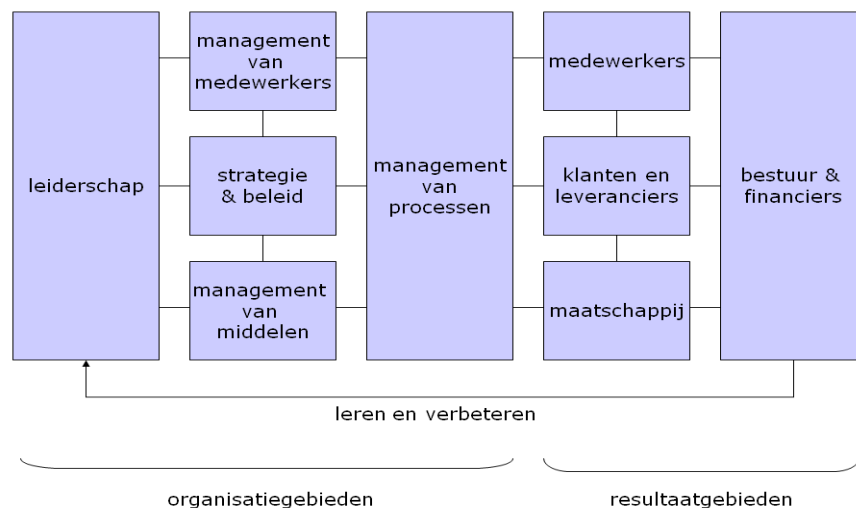 leiderschap
management
van
medewerkers
strategie
& beleid
management
van
middelen
management
van
processen
medewerkers
klanten en
leveranciers
maatschappij
bestuur &
financiers
leren en verbeteren
organisatiegebieden
resultaatgebieden